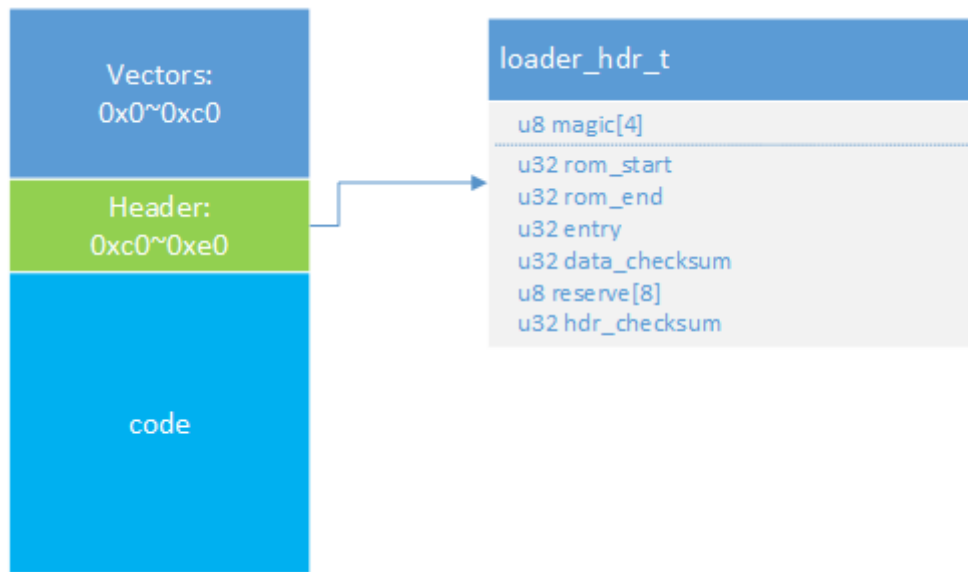 Vectors:
0x0~0xc0
Header:
0xc0~0xe0
code
loader_hdr_t
u8 magic[4]
u32 rom_start
u32 rom_end
u32 entry
u32 data_checksum
u8 reserve[8]
u32 hdr_checksum